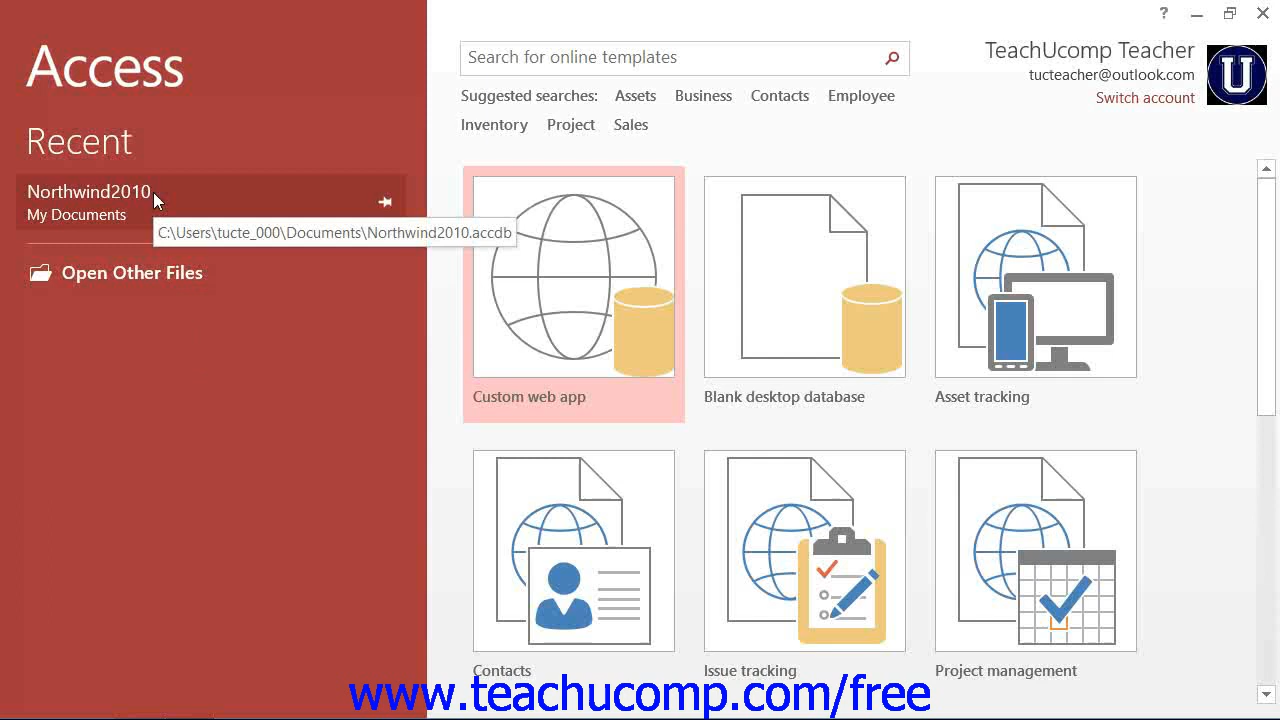 ?
Access
Recent
Northwind2010
My Documents
C:\Users\tucte_000\Documents\Northwind2010.accdb
Open Other Files
Search for online templates
TeachUcomp Teacher
tucteacher@outlook.com
Switch account
U
Suggested searches: Assets Business Contacts Employee
Inventory Project Sales
Custom web app
Blank desktop database
Asset tracking
Contacts
Issue tracking
Project management
www.teachucomp.com/free